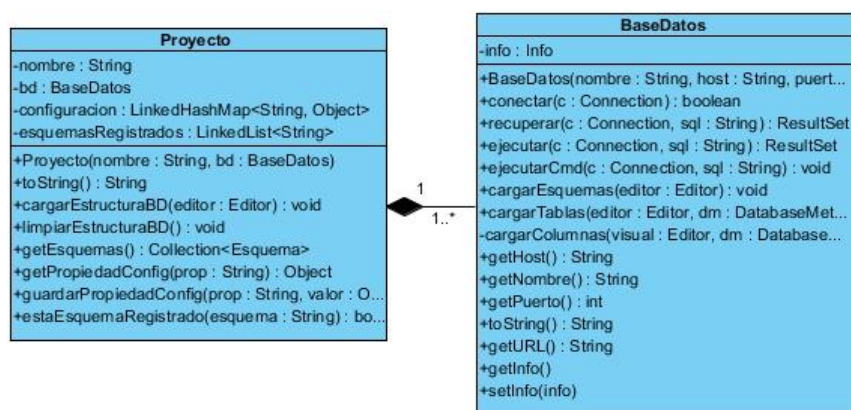 Proyecto
-nombre : String
-bd : BaseDatos
-configuracion : LinkedHashMap<String, Object>
-esquemasRegistrados : LinkedList<String>
+Proyecto(nombre : String, bd : BaseDatos)
+toString() : String
+cargarEstructuraBD(editor : Editor) : void
+limpiarEstructuraBD() : void
+getEsquemas() : Collection<Esquema>
+getPropiedadConfig(prop : String) : Object
+guardarPropiedadConfig(prop : String, valor : O...
+estaEsquemaRegistrado(esquema : String) : bo...
1
1..*
BaseDatos
-info : Info
+BaseDatos(nombre : String, host : String, puert...
+conectar(c : Connection) : boolean
+recuperar(c : Connection, sql : String) : ResultSet
+ejecutar(c : Connection, sql : String) : ResultSet
+ejecutarCmd(c : Connection, sql : String) : void
+cargarEsquemas(editor : Editor) : void
+cargarTablas(editor : Editor, dm : DatabaseMet...
-cargarColumnas(visual : Editor, dm : Database...
+getHost() : String
+getNombre() : String
+getPuerto() : int
+toString() : String
+getURL() : String
+getInfo()
+setInfo(info)